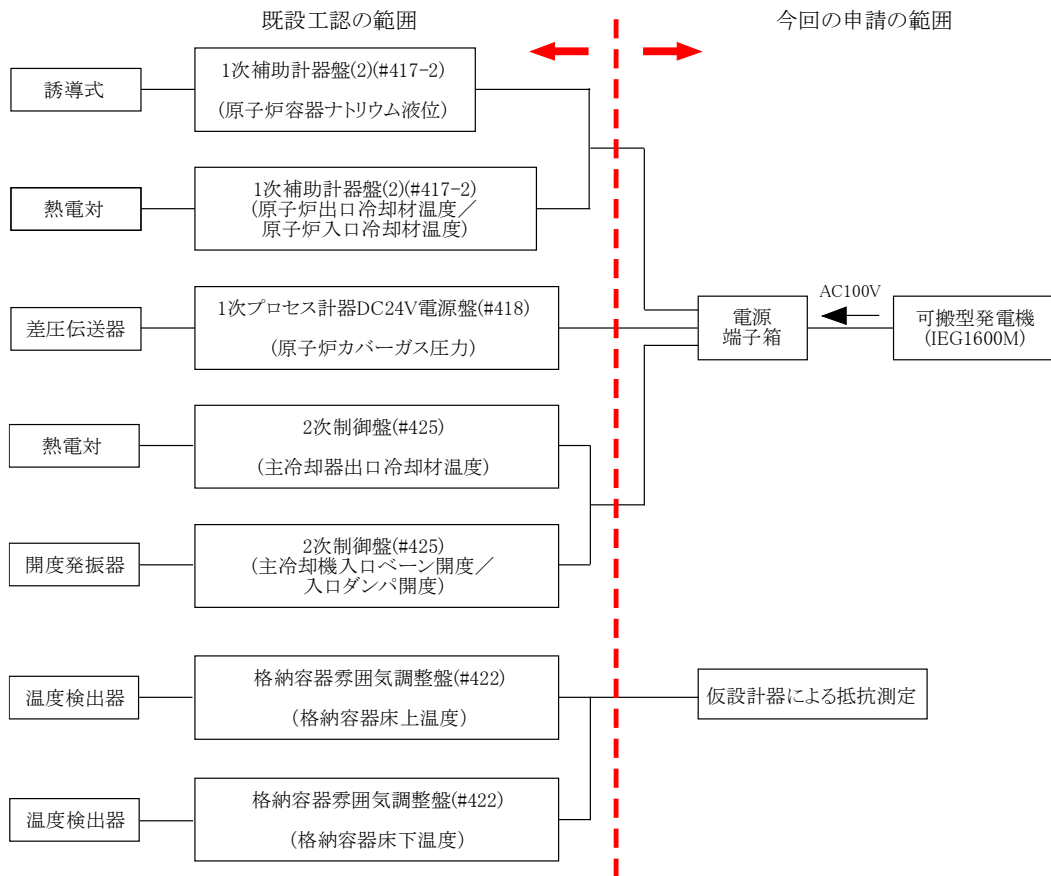 既設工認の範囲
今回の申請の範囲
誘導式
1次補助計器盤(2)(#417-2)
(原子炉容器ナトリウム液位)
熱電対
1次補助計器盤(2)(#417-2)
(原子炉出口冷却材温度／
原子炉入口冷却材温度)
差圧伝送器
1次プロセス計器DC24V電源盤(#418)
(原子炉カバーガス圧力)
電源
端子箱
AC100V
可搬型発電機
(IEG1600M)
熱電対
2次制御盤(#425)
(主冷却器出口冷却材温度)
開度発振器
2次制御盤(#425)
(主冷却機入口ベーン開度／
入口ダンパ開度)
温度検出器
格納容器雰囲気調整盤(#422)
(格納容器床上温度)
仮設計器による抵抗測定
温度検出器
格納容器雰囲気調整盤(#422)
(格納容器床下温度)